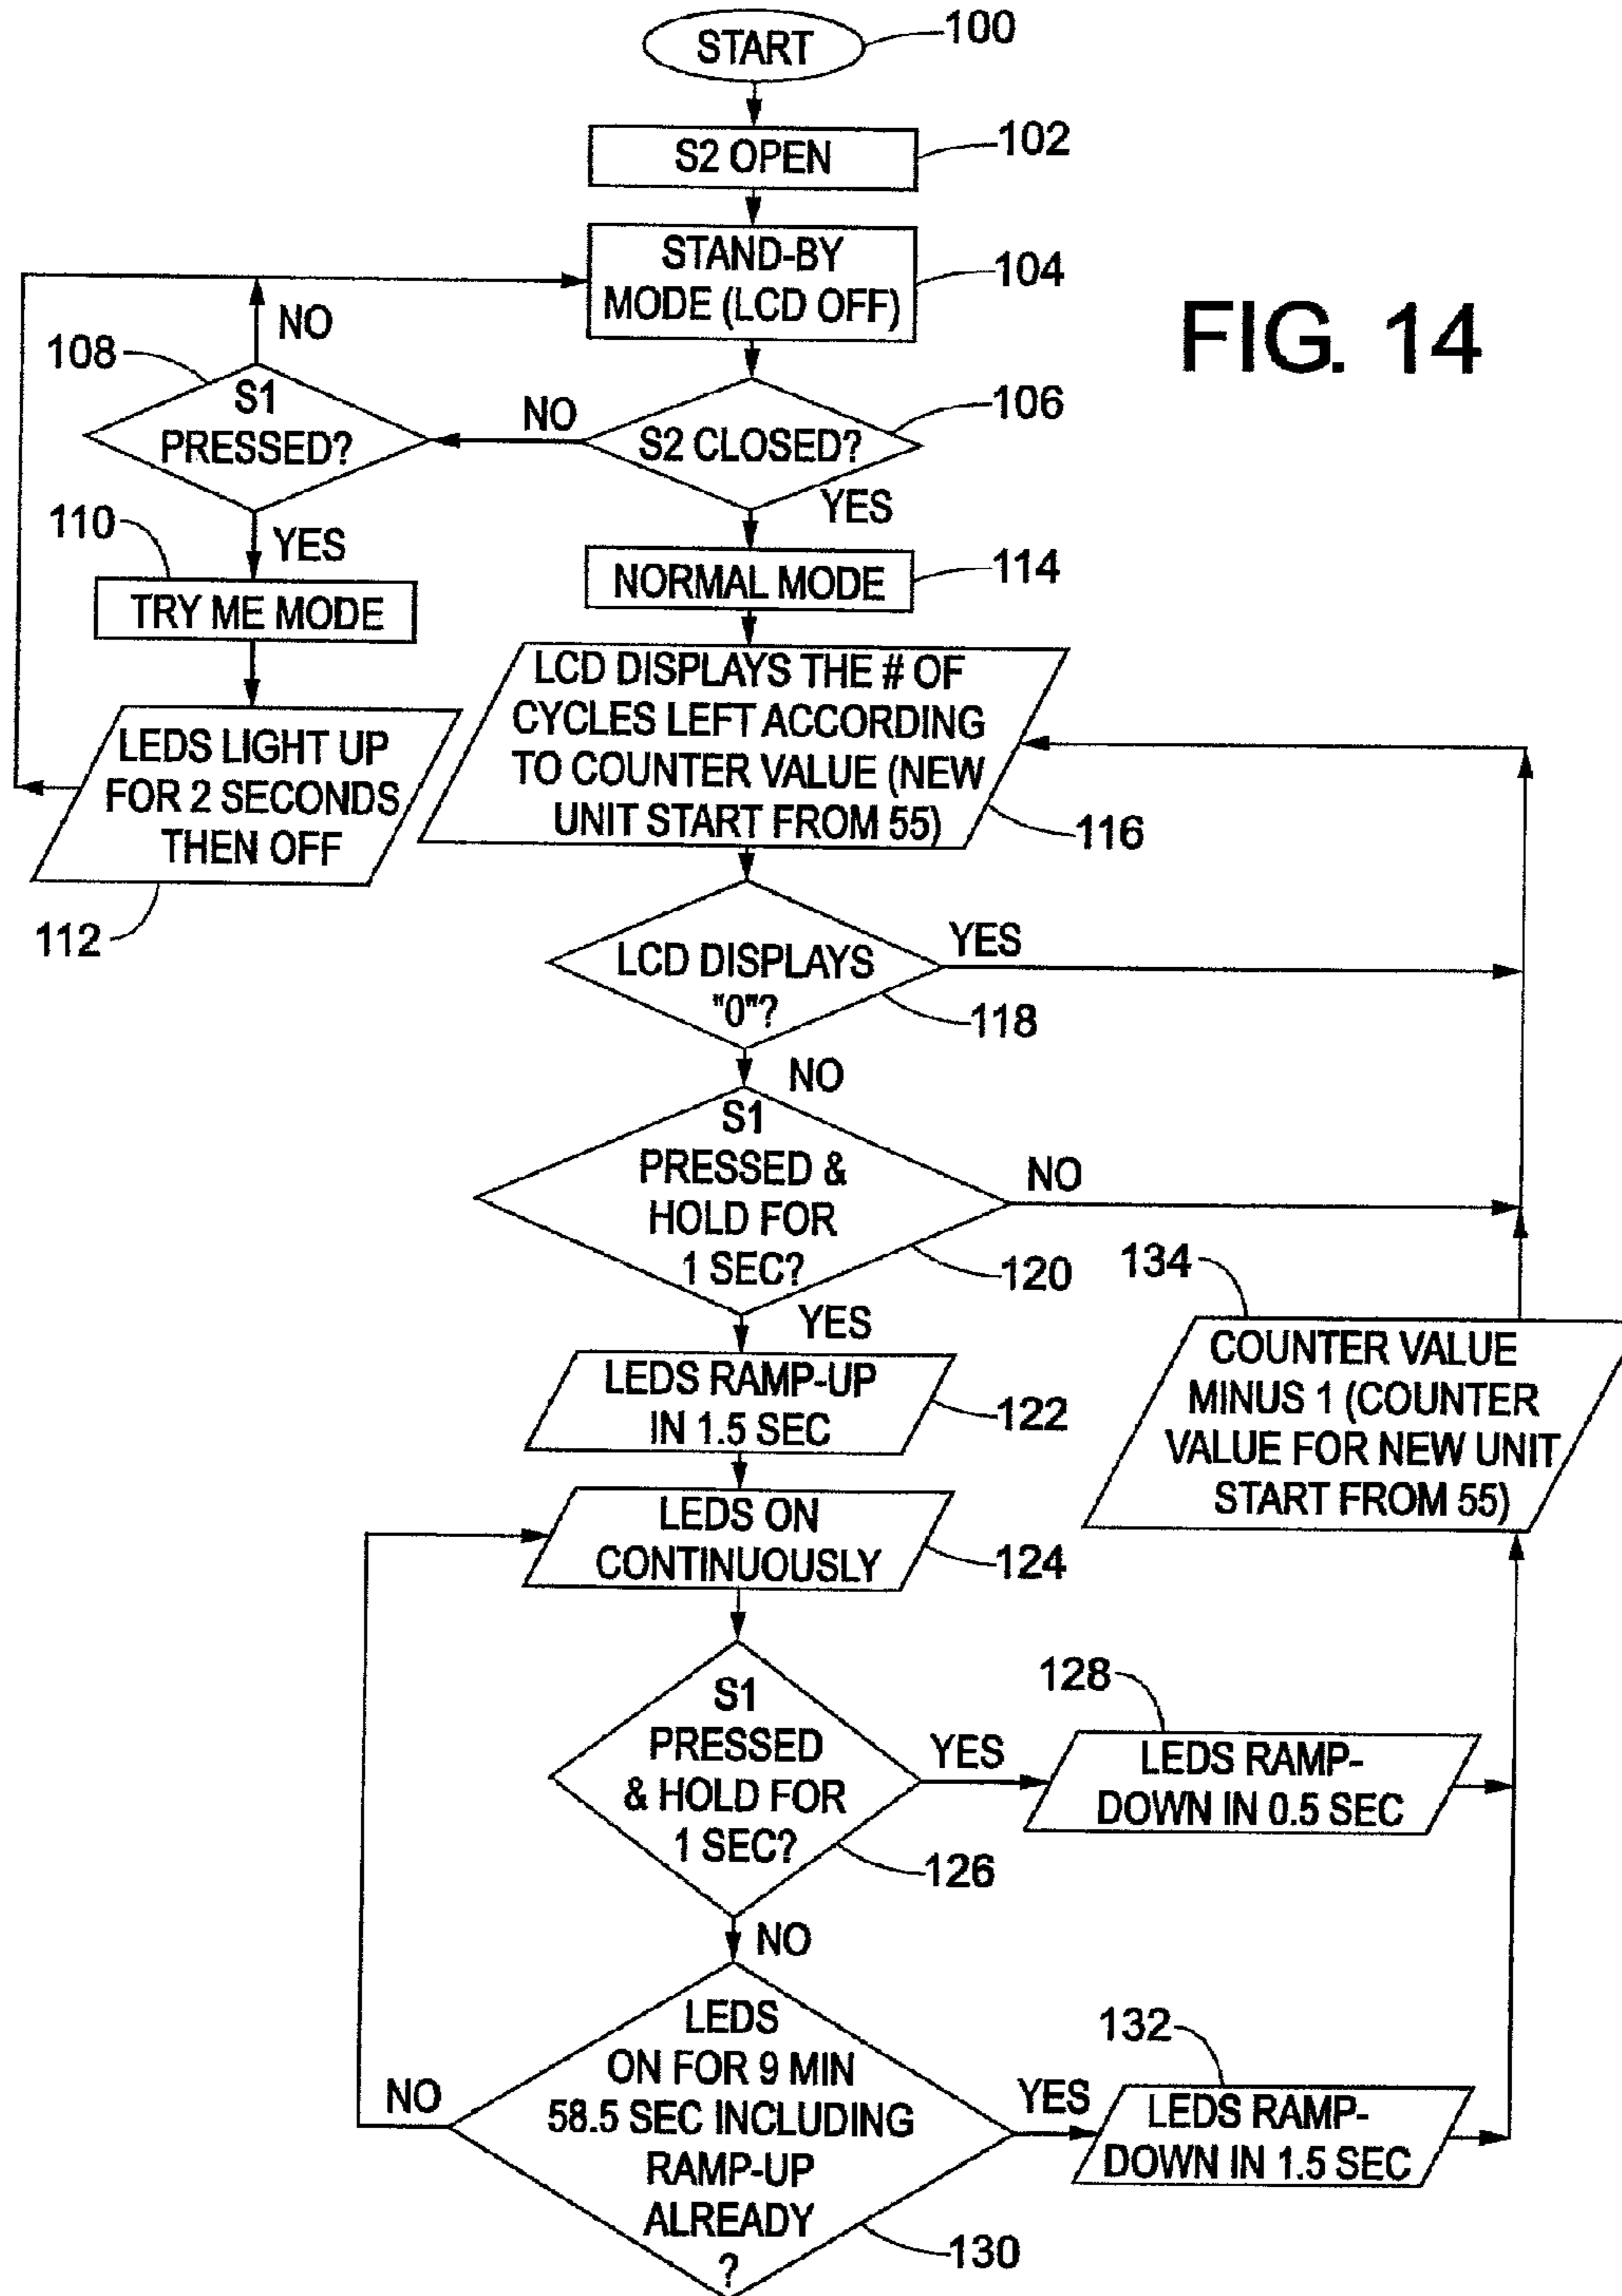 START
100
S2 OPEN
102
STAND-BY
MODE (LCD OFF)
104
FIG. 14
NO
108
S1
PRESSED?
NO
S2 CLOSED?
106
YES
110
YES
TRY ME MODE
NORMAL MODE
114
LEDS LIGHT UP
FOR 2 SECONDS
THEN OFF
112
LCD DISPLAYS THE # OF
CYCLES LEFT ACCORDING
TO COUNTER VALUE (NEW
UNIT START FROM 55)
116
LCD DISPLAYS
"0"?
YES
118
NO
S1
PRESSED &
HOLD FOR
1 SEC?
NO
120
YES
134
COUNTER VALUE
MINUS 1 (COUNTER
VALUE FOR NEW UNIT
START FROM 55)
LEDS RAMP-UP
IN 1.5 SEC
122
LEDS ON
CONTINUOUSLY
124
S1
PRESSED
& HOLD FOR
1 SEC?
YES
126
128
LEDS RAMP-
DOWN IN 0.5 SEC
NO
LEDS
ON FOR 9 MIN
58.5 SEC INCLUDING
RAMP-UP
ALREADY
?
NO
YES
130
132
LEDS RAMP-
DOWN IN 1.5 SEC